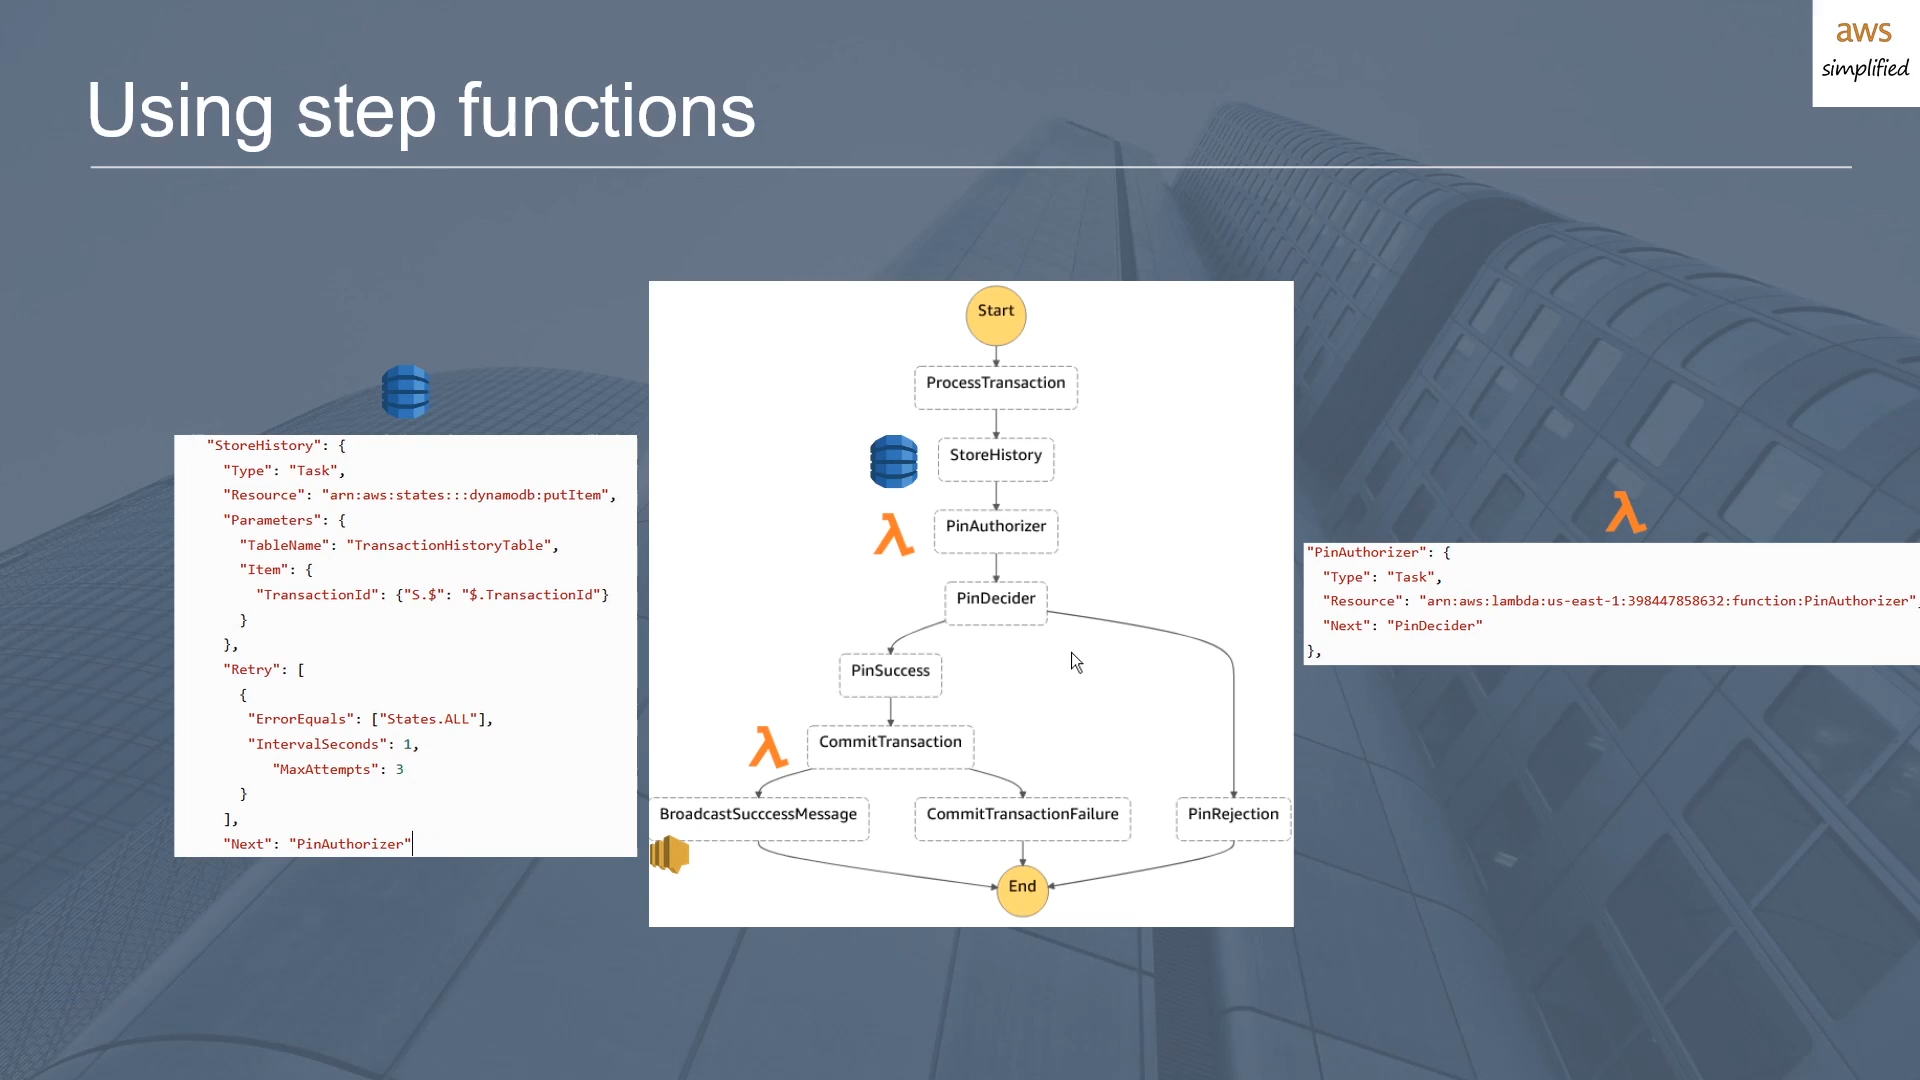 aws
simplified
Using step functions
"StoreHistory": {
"Type": "Task",
"Resource": "arn:aws:states:::dynamodb:putItem",
"Parameters": {
"TableName": "TransactionHistoryTable",
"Item": {
"TransactionId": {"S.$": "$.TransactionId"}
}
},
"Retry": [
{
"ErrorEquals": ["States.ALL"],
"IntervalSeconds": 1,
"MaxAttempts": 3
}
],
"Next": "PinAuthorizer"
Start
ProcessTransaction
StoreHistory
PinAuthorizer
PinDecider
PinSuccess
CommitTransaction
BroadcastSucccessMessage
CommitTransactionFailure
PinRejection
End
"PinAuthorizer": {
"Type": "Task",
"Resource": "arn:aws:lambda:us-east-1:398447858632:function:PinAuthorizer",
"Next": "PinDecider"
},